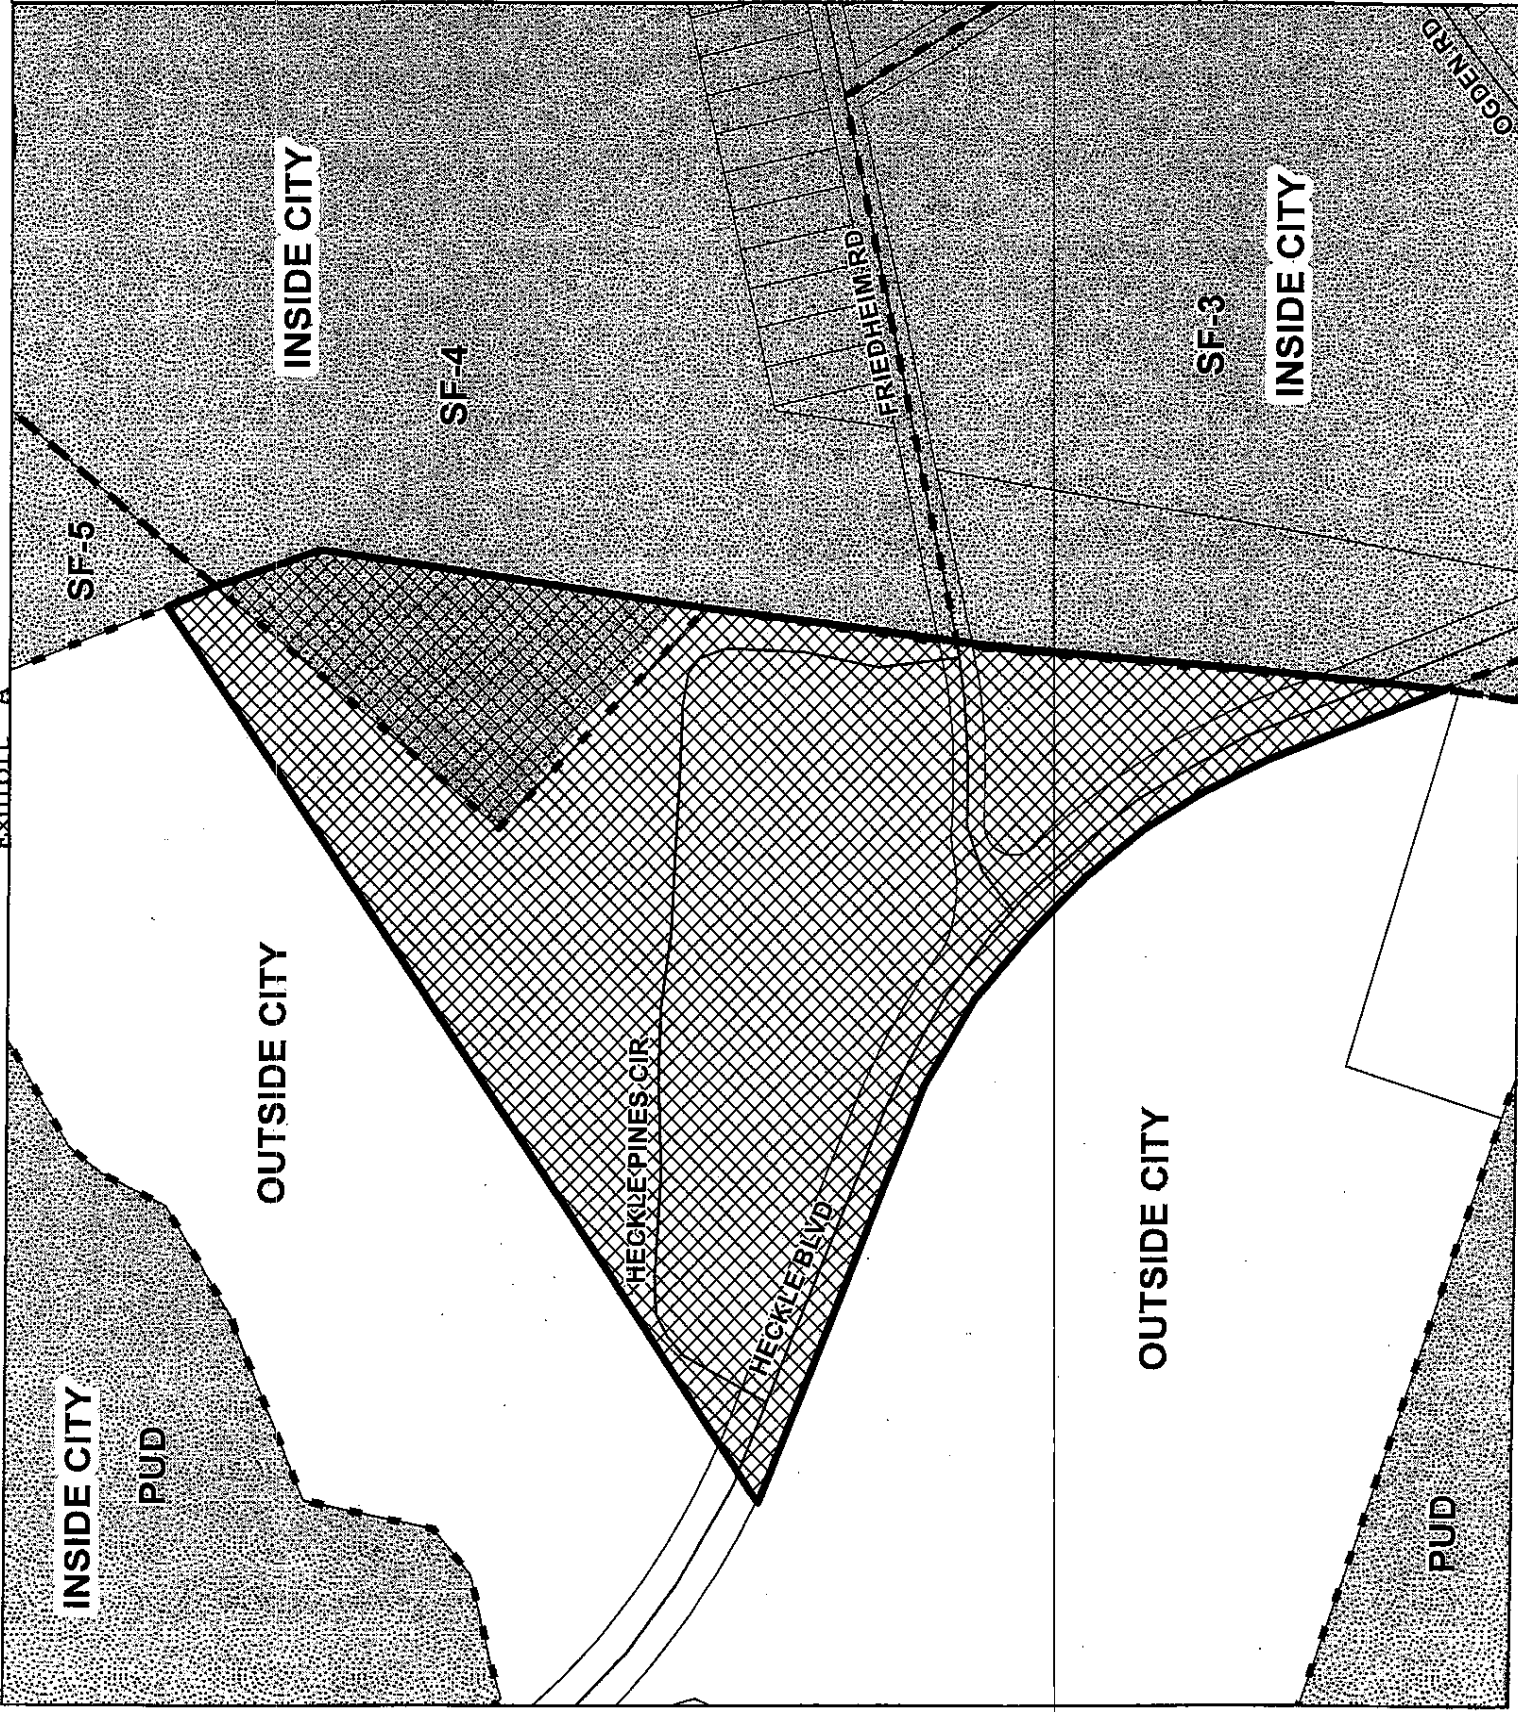 EXHIBIT A
INSIDE CITY
PUD
OUTSIDE CITY
SF-5
INSIDE CITY
SF-4
HECKLE PINES CIR
HECKLE BLVD
FRIEDHEIM RD
OUTSIDE CITY
PUD
SF-3
INSIDE CITY
OGDEN RD